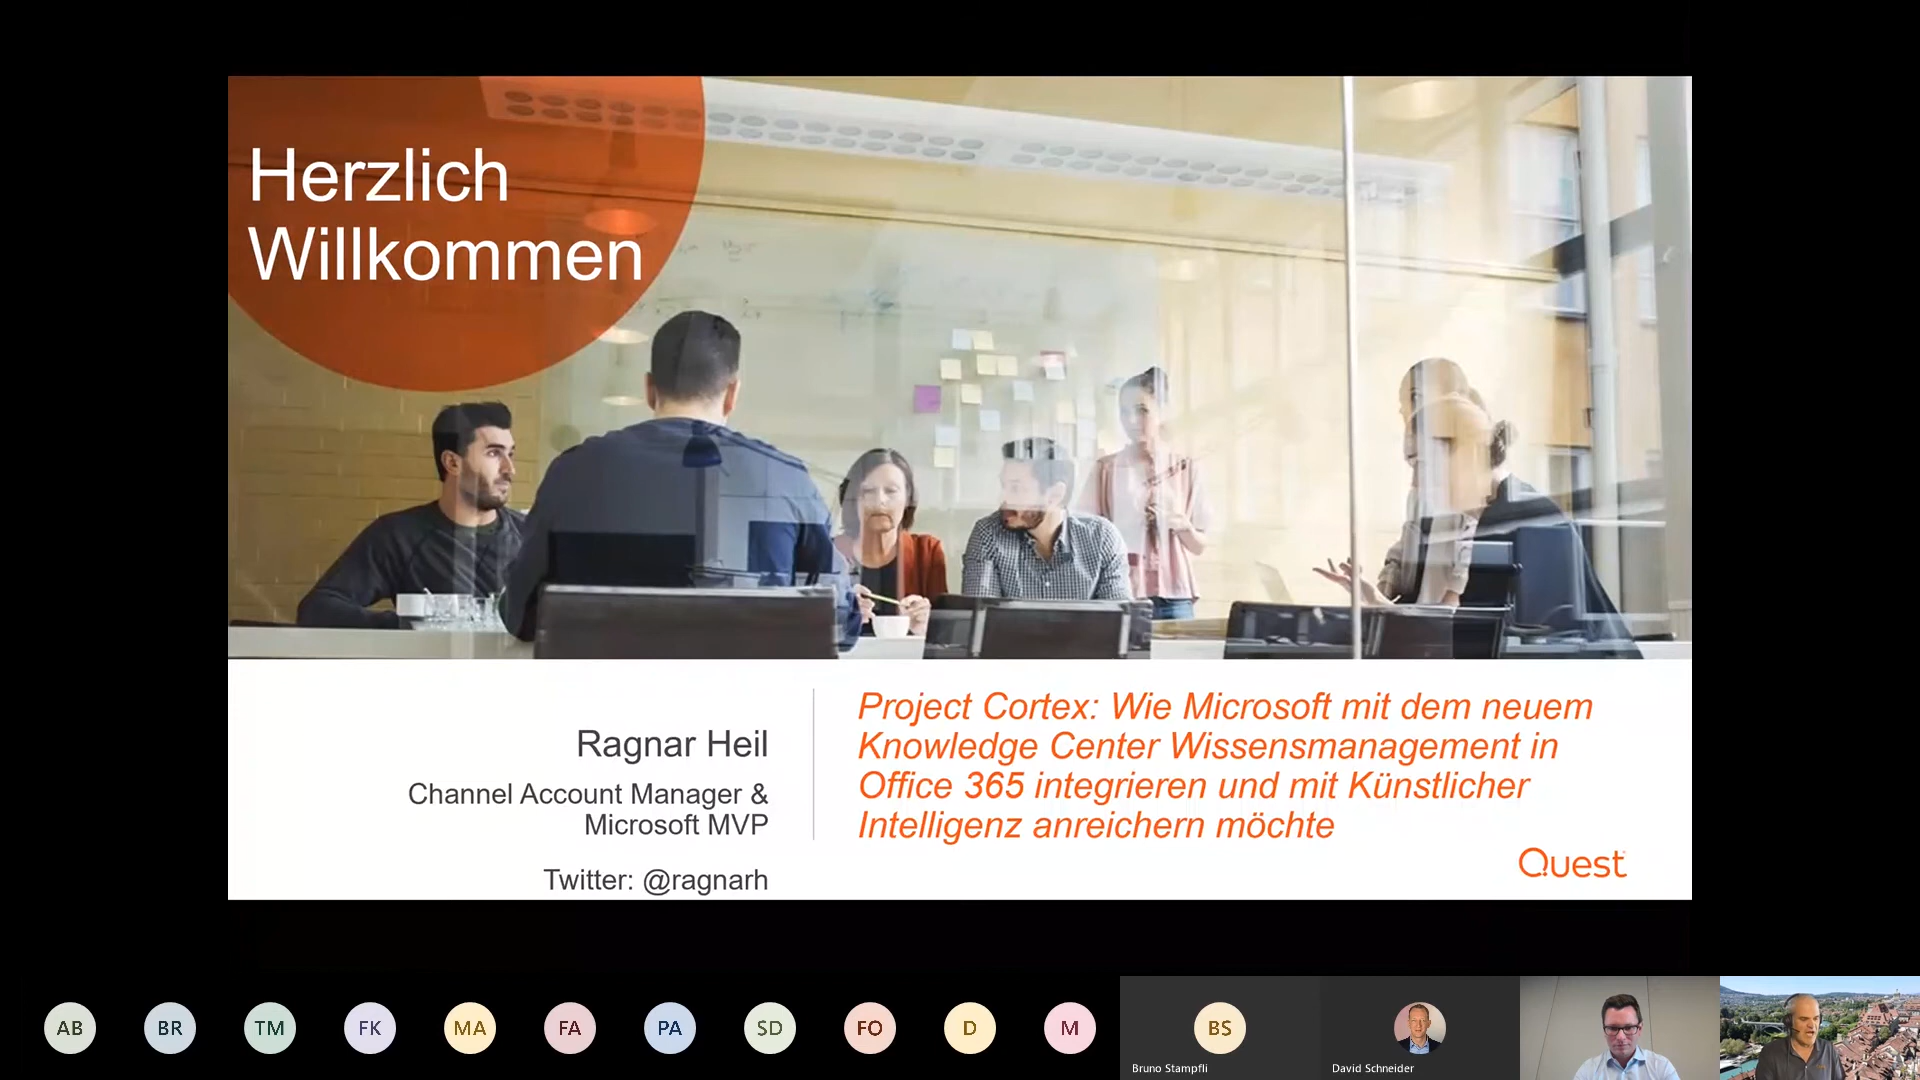 Herzlich
Willkommen
Ragnar Heil
Channel Account Manager &
Microsoft MVP
Twitter: @ragnarh
Project Cortex: Wie Microsoft mit dem neuem
Knowledge Center Wissensmanagement in
Office 365 integrieren und mit Künstlicher
Intelligenz anreichern möchte
Quest
AB
BR
TM
FK
MA
FA
PA
SD
FO
D
M
BS
Bruno Stampfli
David Schneider